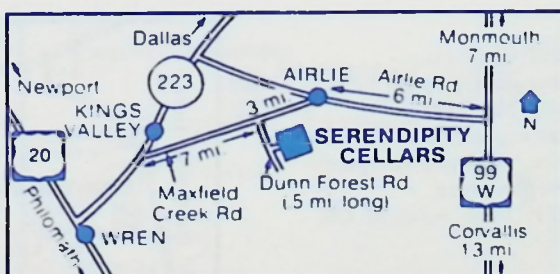 Dallas
Monmouth
7 mi.
Newport
223
AIRLIE
Airlie Rd
6 mi.
3 mi.
KINGS
VALLEY
N
20
SERENDIPITY
CELLARS
7 mi.
Maxfield
Creek Rd
Dunn Forest Rd
(.5 mi. long)
99
W
Philomath
WREN
Corvallis
13 mi.